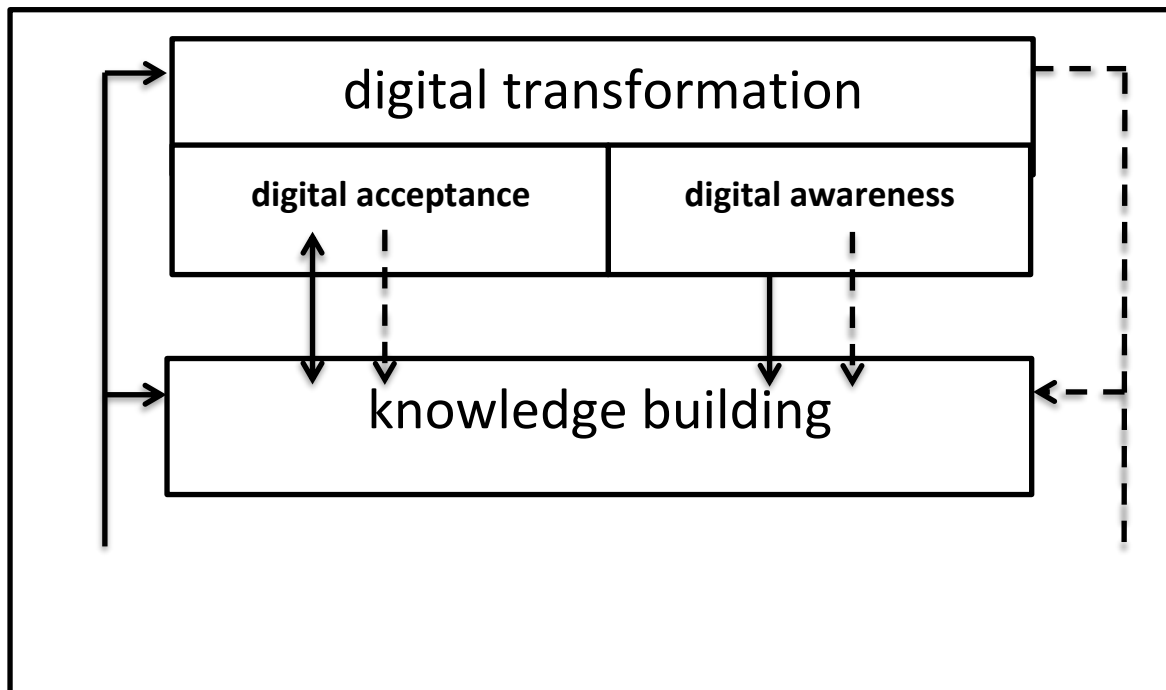 digital transformation
digital acceptance
digital awareness
knowledge building